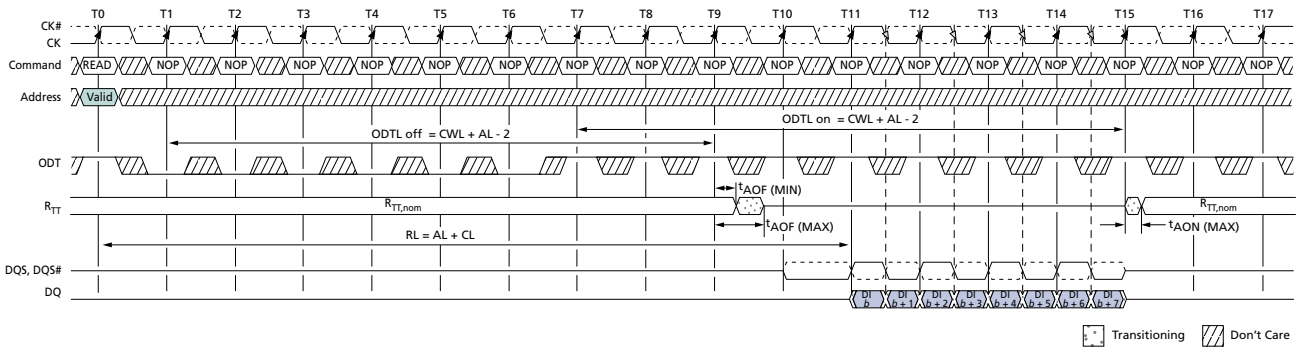 T0 T1 T2 T3 T4 T5 T6 T7 T8 T9 T10 T11 T12 T13 T14 T15 T16 T17
CK#
CK
Command READ NOP NOP NOP NOP NOP NOP NOP NOP NOP NOP NOP NOP NOP NOP NOP NOP NOP
Address Valid
ODTL on = CWL + AL - 2
ODTL off = CWL + AL - 2
ODT
tAOF (MIN)
RTT RTT,nom RTT,nom
tAOF (MAX) tAON (MAX)
RL = AL + CL
DQS, DQS#
DQ
DI DI DI DI DI DI DI DI
b b + 1 b + 2 b + 3 b + 4 b + 5 b + 6 b + 7
Transitioning Don't Care